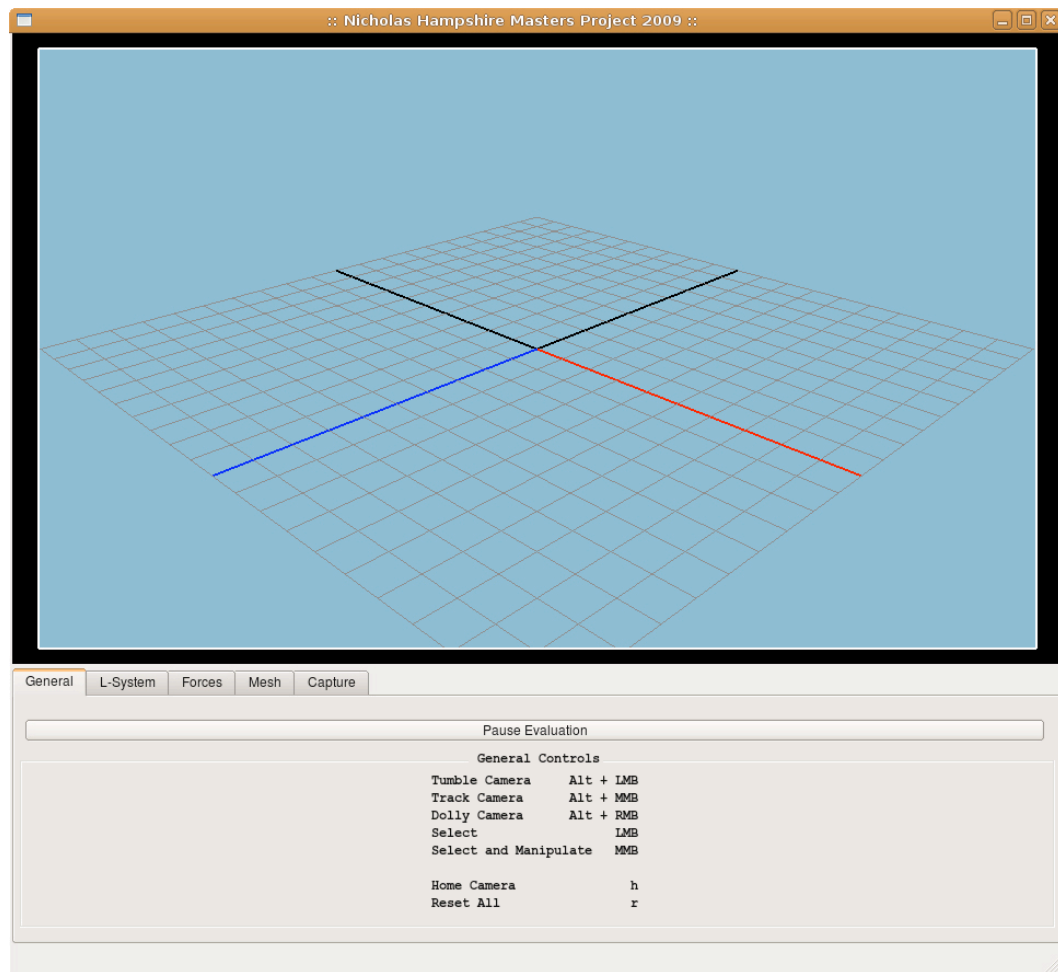 :: Nicholas Hampshire Masters Project 2009 ::
General L-System Forces Mesh Capture
Pause Evaluation
General Controls
Tumble Camera Alt + LMB
Track Camera Alt + MMB
Dolly Camera Alt + RMB
Select LMB
Select and Manipulate MMB
Home Camera h
Reset All r